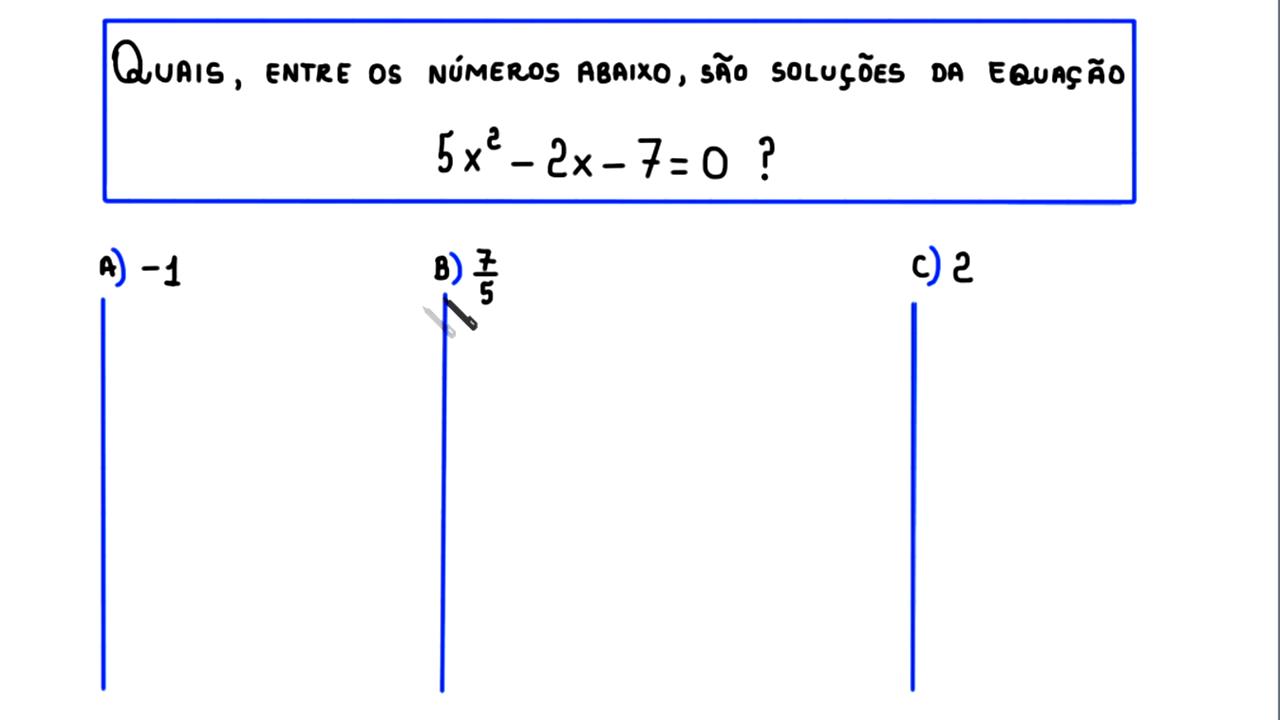 QUAIS, ENTRE OS NÚMEROS ABAIXO, SÃO SOLUÇÕES DA EQUAÇÃO
5x² - 2x - 7 = 0 ?
A) -1 B) 7/5 C) 2